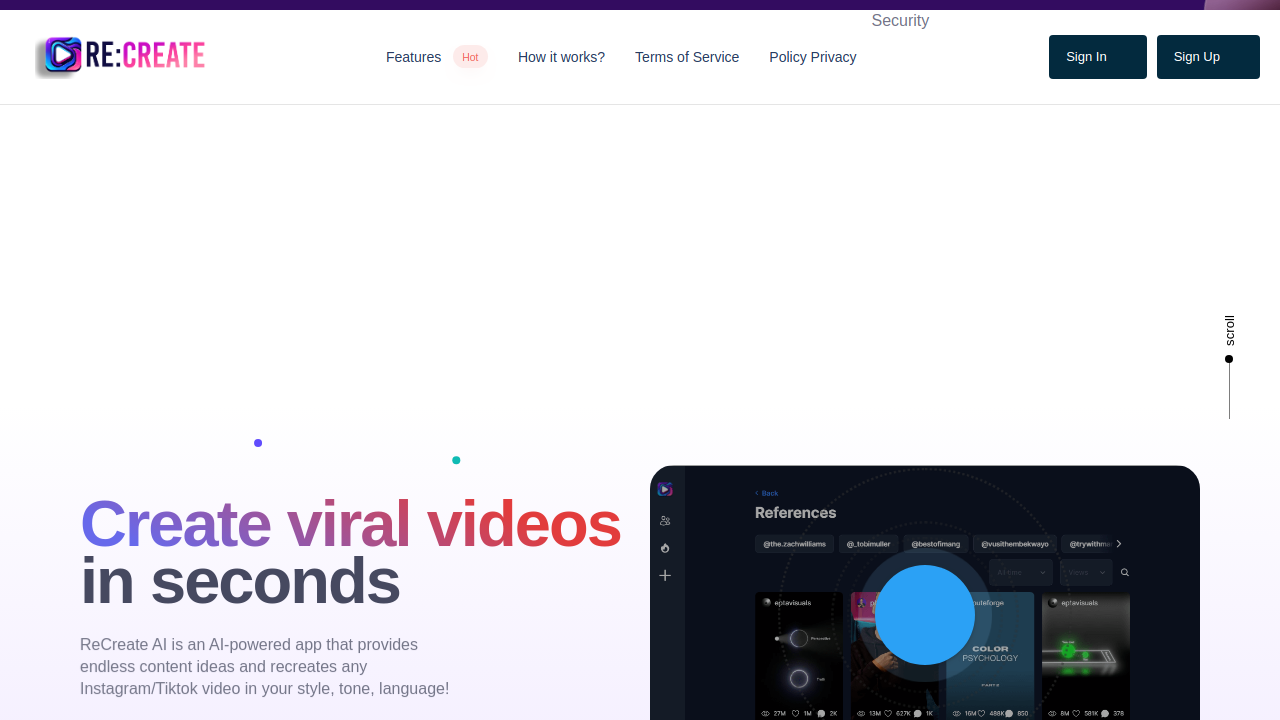 Security
RE:CREATE
Features
Hot
How it works?
Terms of Service
Policy Privacy
Sign In
Sign Up
scroll
Create viral videos
in seconds
ReCreate AI is an AI-powered app that provides
endless content ideas and recreates any
Instagram/Tiktok video in your style, tone, language!
Back
References
@the.zachwilliams
@_tobimuller
@bestofimang
@vusithembekwayo
@trywithmu
All time
Views
eptavisuals
eptavisuals
COLOR
PSYCHOLOGY
27M 1M 2K
13M 627K 1K
16M 488K 850
8M 581K 378